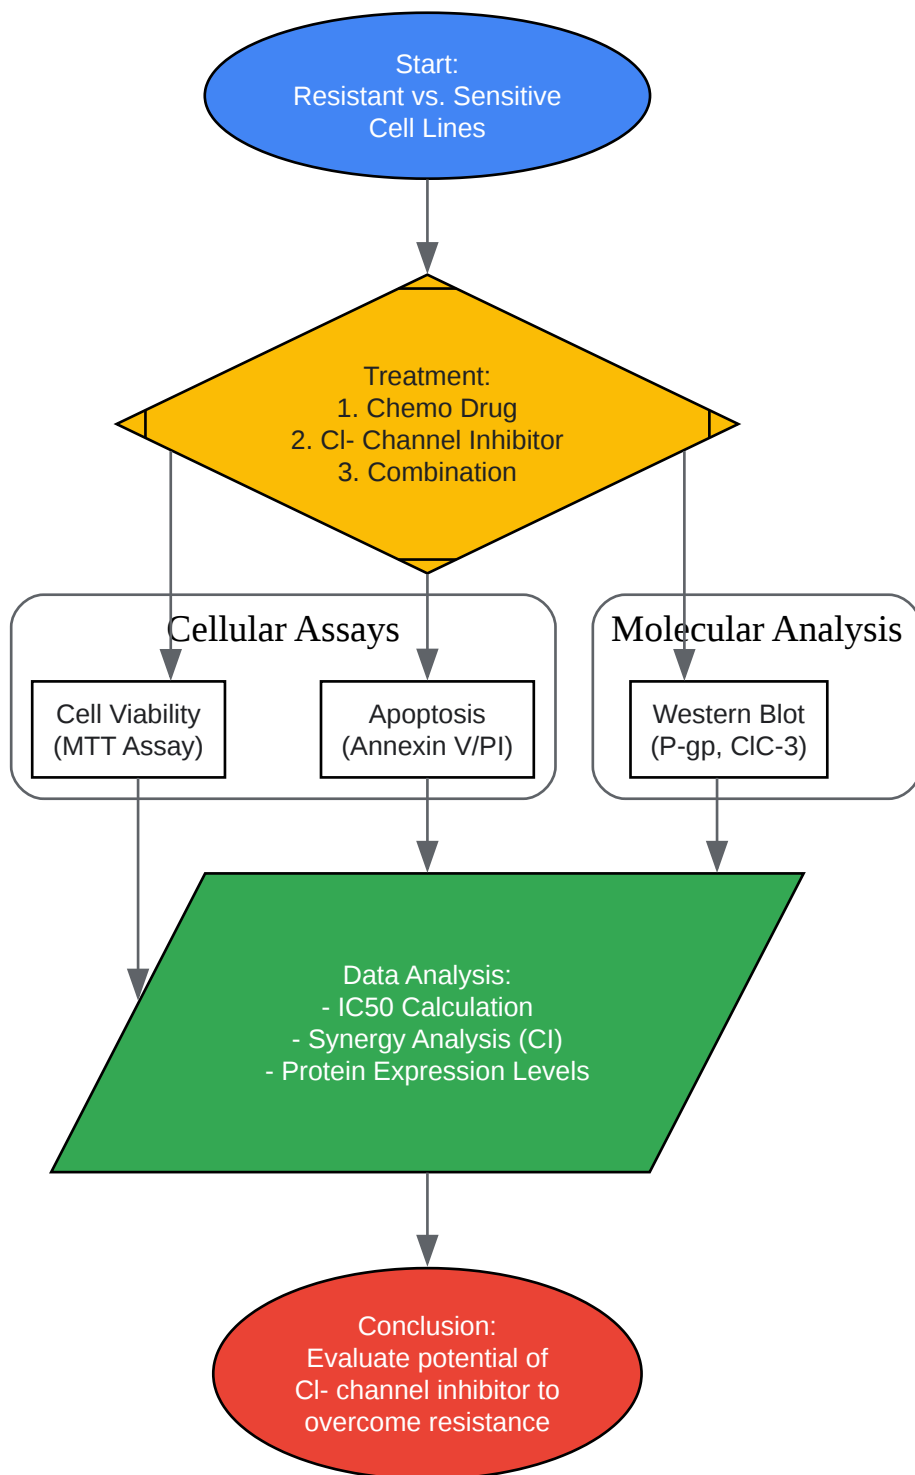 Start:
Resistant vs. Sensitive
Cell Lines
Treatment:
1. Chemo Drug
2. Cl- Channel Inhibitor
3. Combination
Cellular Assays
Molecular Analysis
Cell Viability
(MTT Assay)
Apoptosis
(Annexin V/PI)
Western Blot
(P-gp, ClC-3)
Data Analysis:
- IC50 Calculation
- Synergy Analysis (CI)
- Protein Expression Levels
Conclusion:
Evaluate potential of
Cl- channel inhibitor to
overcome resistance